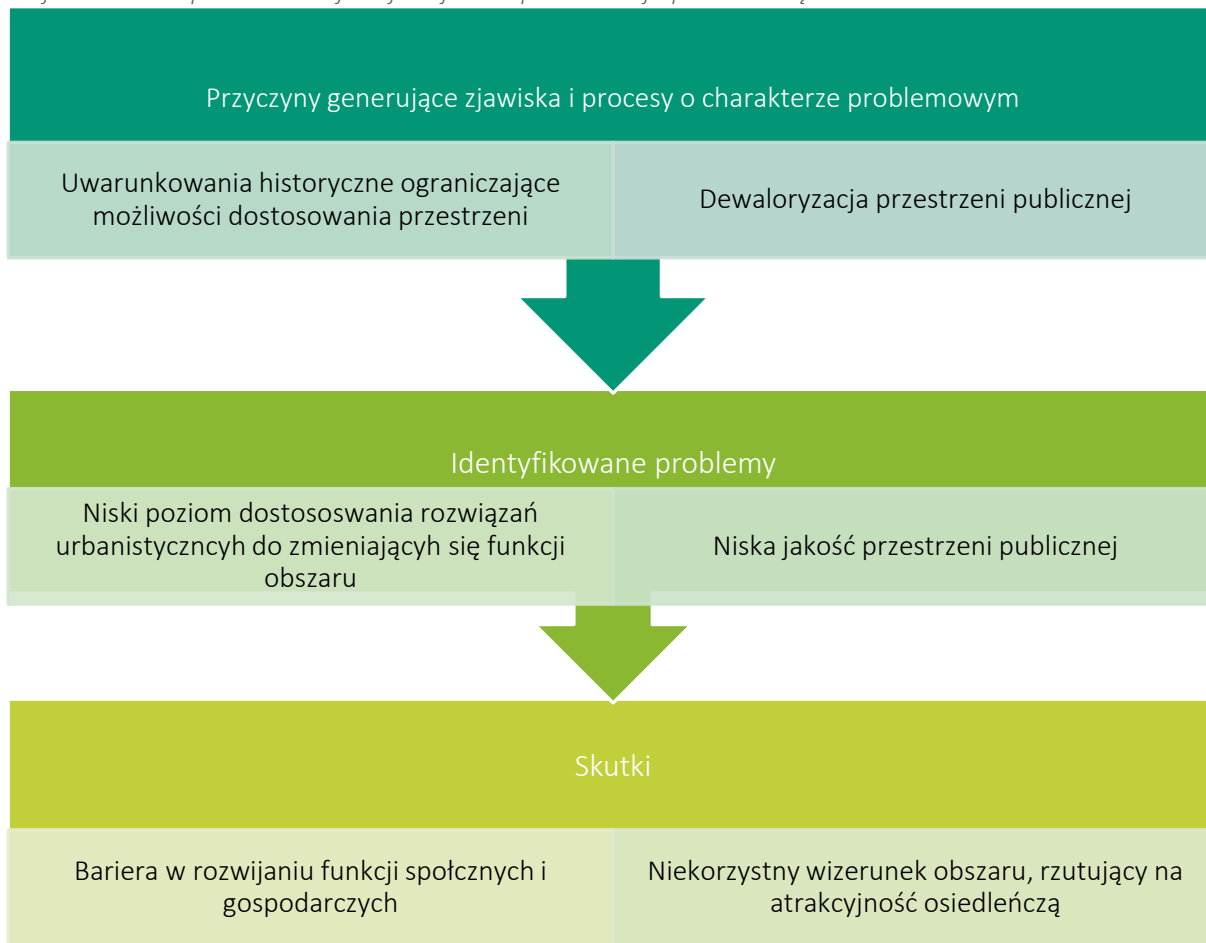 Przyczyny generujące zjawiska i procesy o charakterze problemowym
Uwarunkowania historyczne ograniczające
możliwości dostosowania przestrzeni
Dewaloryzacja przestrzeni publicznej
Identyfikowane problemy
Niski poziom dostososwania rozwiązań
urbanistyczncyh do zmieniającyh się funkcji
obszaru
Niska jakość przestrzeni publicznej
Skutki
Bariera w rozwijaniu funkcji społcznych i
gospodarczych
Niekorzystny wizerunek obszaru, rzutujący na
atrakcyjność osiedleńczą